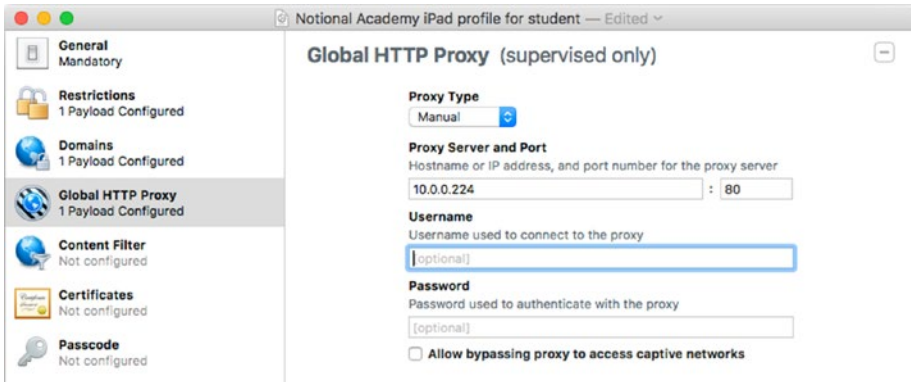 Notional Academy iPad profile for student — Edited
General
Mandatory
Restrictions
1 Payload Configured
Domains
1 Payload Configured
Global HTTP Proxy
1 Payload Configured
Content Filter
Not configured
Certificates
Not configured
Passcode
Not configured
Global HTTP Proxy (supervised only)
Proxy Type
Manual
Proxy Server and Port
Hostname or IP address, and port number for the proxy server
10.0.0.224 : 80
Username
Username used to connect to the proxy
[optional]
Password
Password used to authenticate with the proxy
[optional]
Allow bypassing proxy to access captive networks